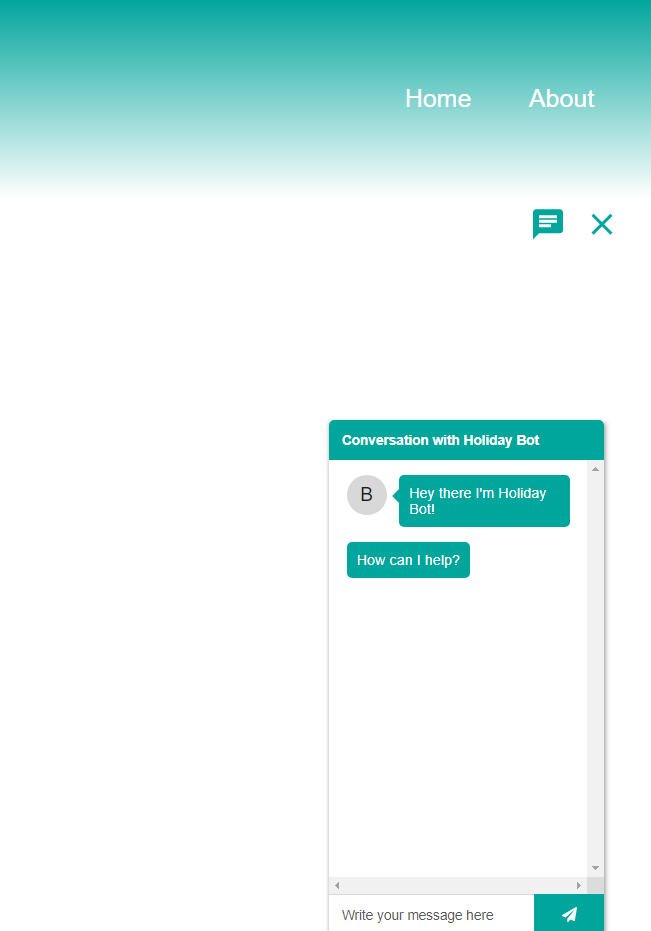 Home About
Conversation with Holiday Bot
B
Hey there I'm Holiday
Bot!
How can I help?
Write your message here